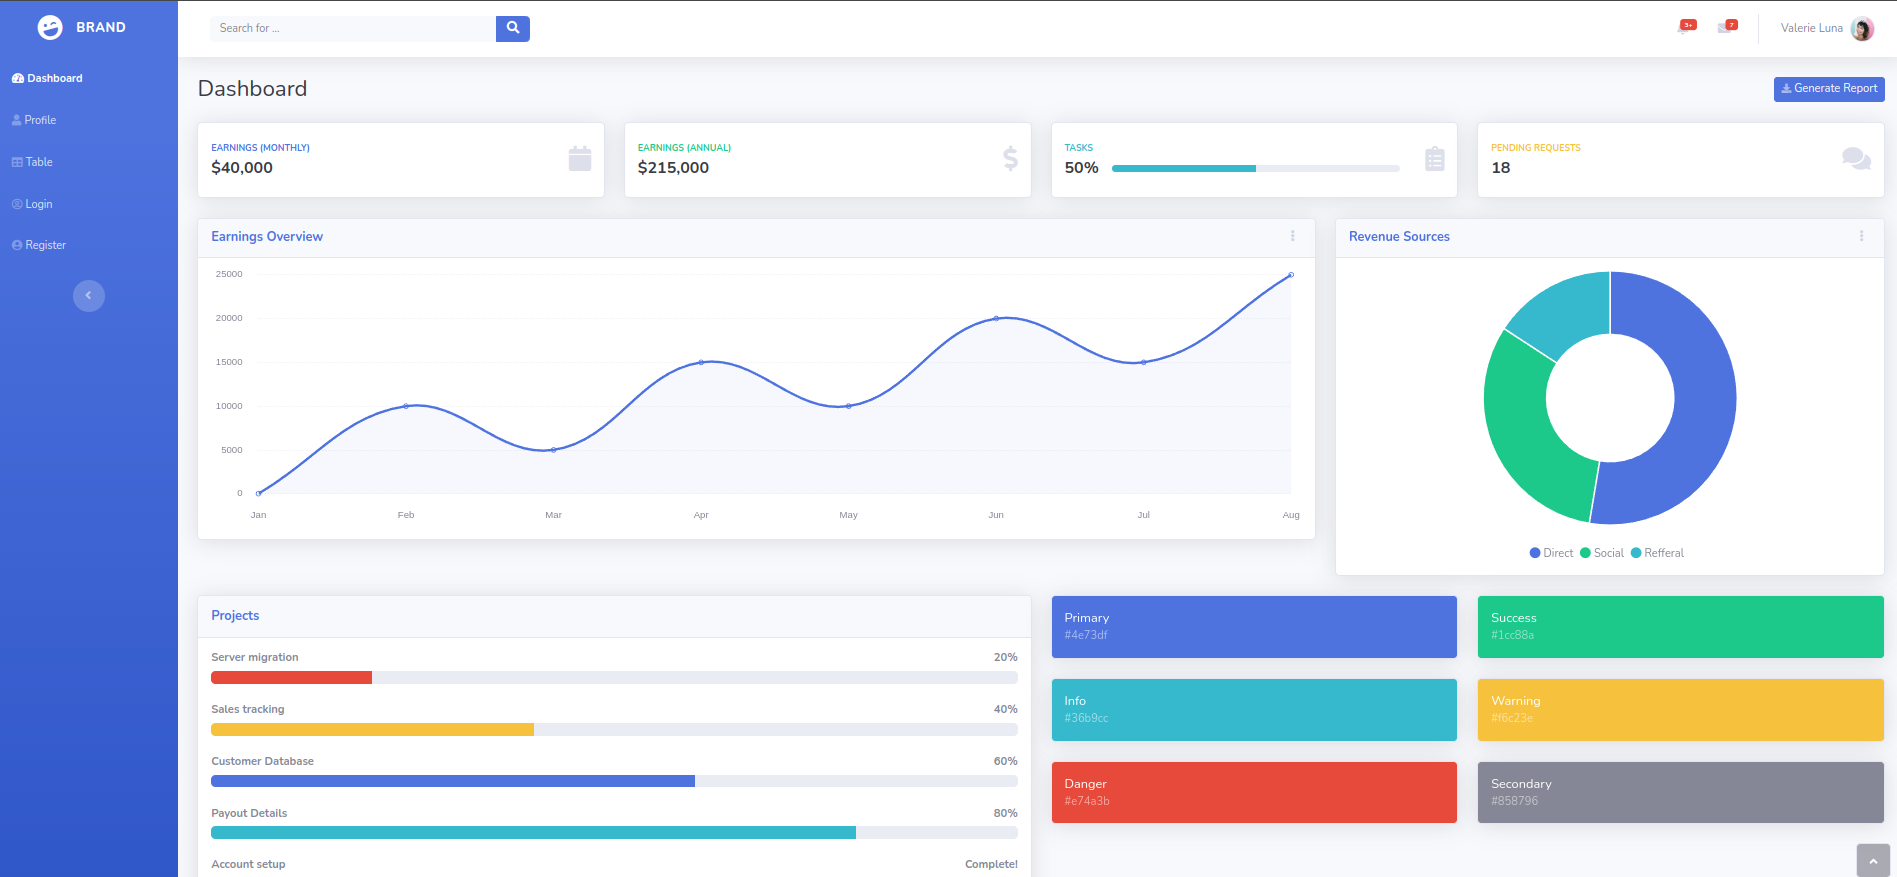 BRAND
Dashboard
Profile
Table
Login
Register
Search for ...
3+
7
Valerie Luna
Dashboard
Generate Report
EARNINGS (MONTHLY)
$40,000
EARNINGS (ANNUAL)
$215,000
TASKS
50%
PENDING REQUESTS
18
Earnings Overview
25000
20000
15000
10000
5000
0
Jan Feb Mar Apr May Jun Jul Aug
Revenue Sources
Direct Social Refferal
Projects
Server migration 20%
Sales tracking 40%
Customer Database 60%
Payout Details 80%
Account setup Complete!
Primary
#4e73df
Success
#1cc88a
Info
#36b9cc
Warning
#f6c23e
Danger
#e74a3b
Secondary
#858796